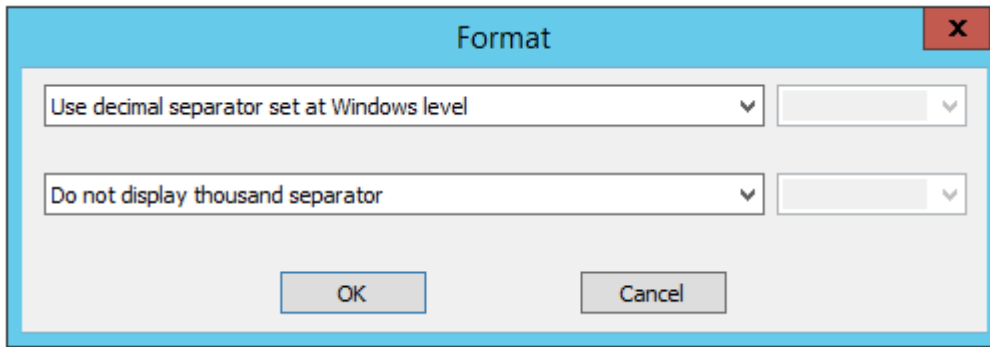 Format
x
Use decimal separator set at Windows level
Do not display thousand separator
OK
Cancel